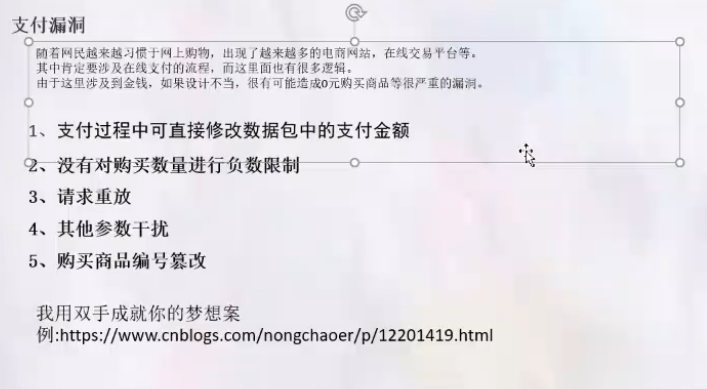 支付漏洞
随着网民越来越习惯于网上购物，出现了越来越多的电商网站，在线交易平台等。
其中肯定要涉及在线支付的流程，而这里面也有很多逻辑。
由于这里涉及到金钱，如果设计不当，很有可能造成0元购买商品等很严重的漏洞。
1、支付过程中可直接修改数据包中的支付金额
2、没有对购买数量进行负数限制
3、请求重放
4、其他参数干扰
5、购买商品编号篡改
我用双手成就你的梦想案
例:https://www.cnblogs.com/nongchaoer/p/12201419.html